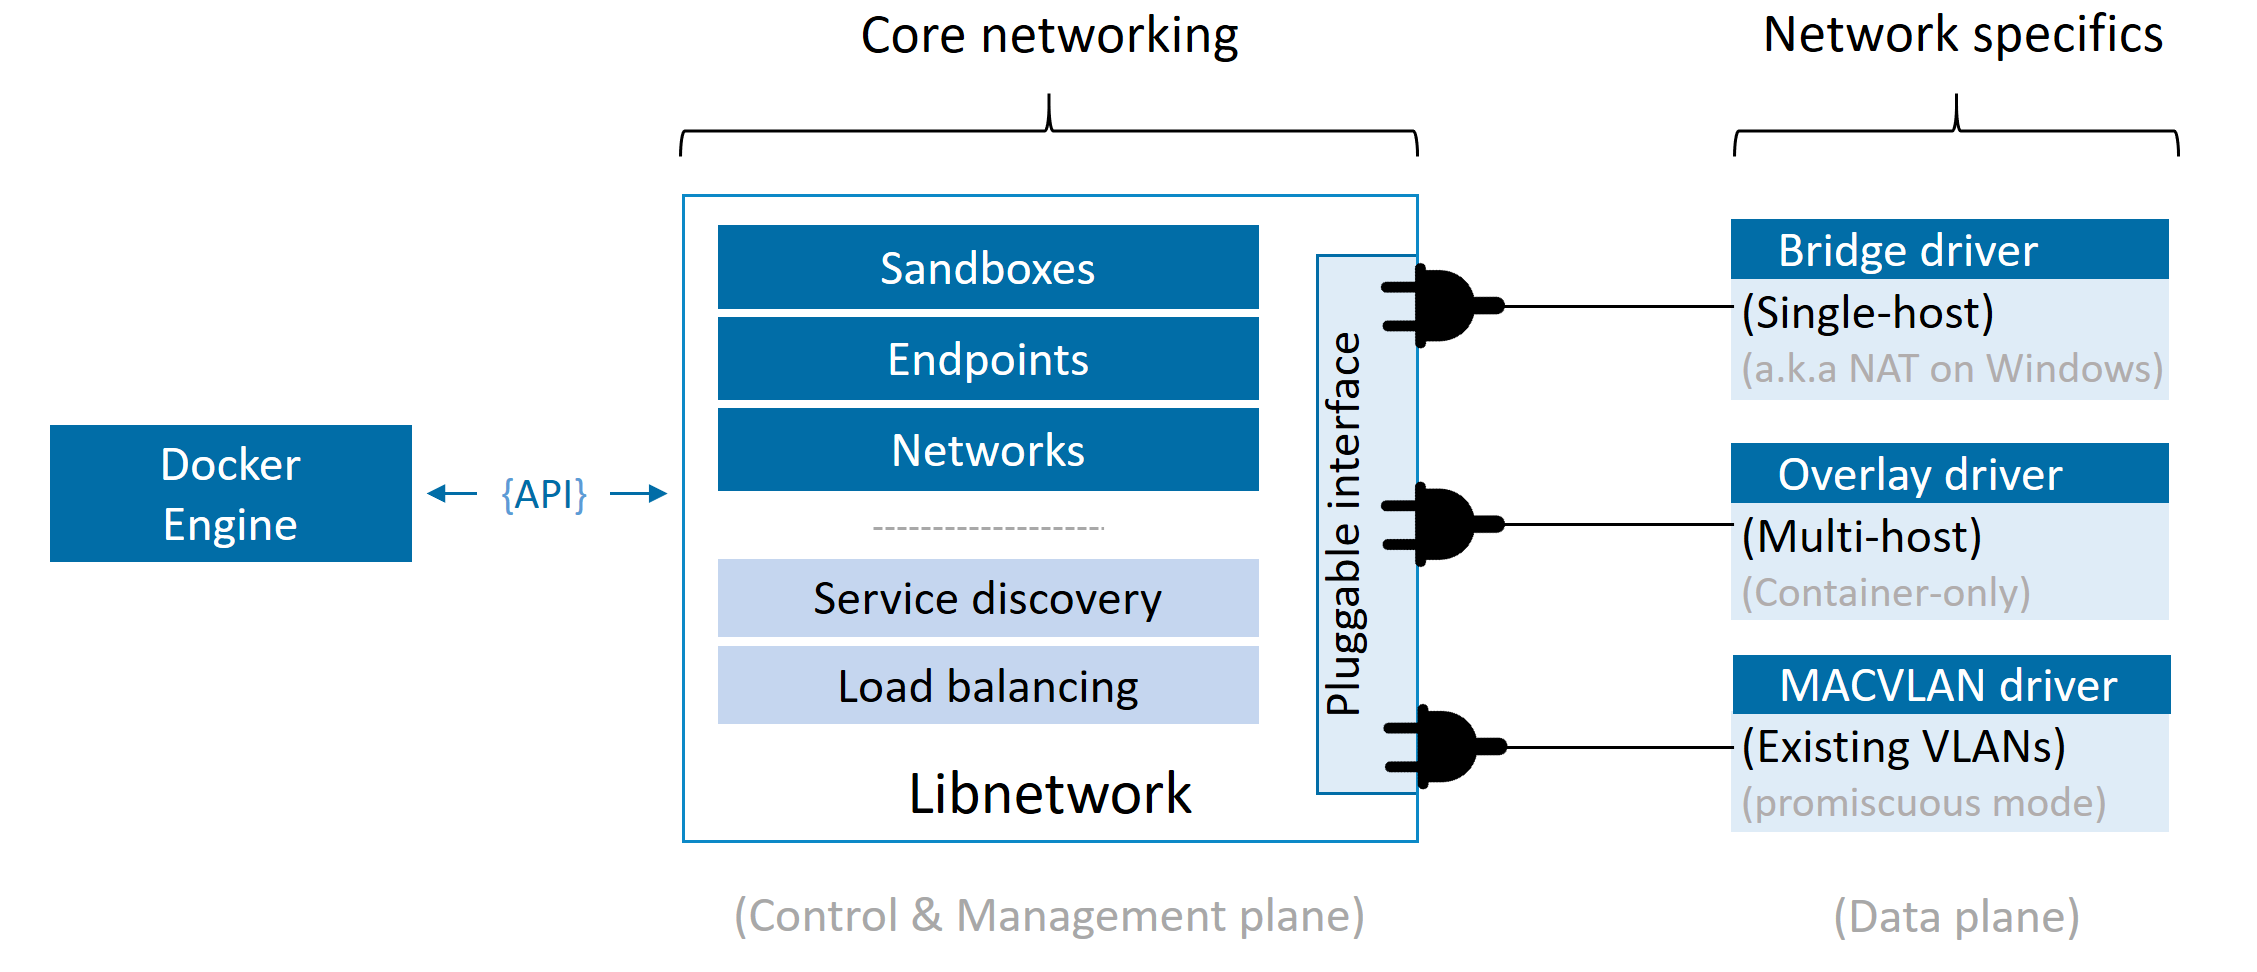 Core networking
Network specifics
Docker
Engine
{API}
Sandboxes
Endpoints
Networks
Service discovery
Load balancing
Libnetwork
Pluggable interface
Bridge driver
(Single-host)
(a.k.a NAT on Windows)
Overlay driver
(Multi-host)
(Container-only)
MACVLAN driver
(Existing VLANs)
(promiscuous mode)
(Control & Management plane)
(Data plane)